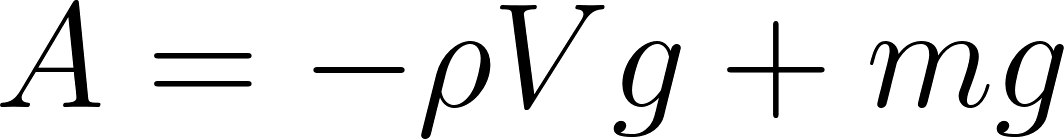 A = −ρVg + mg